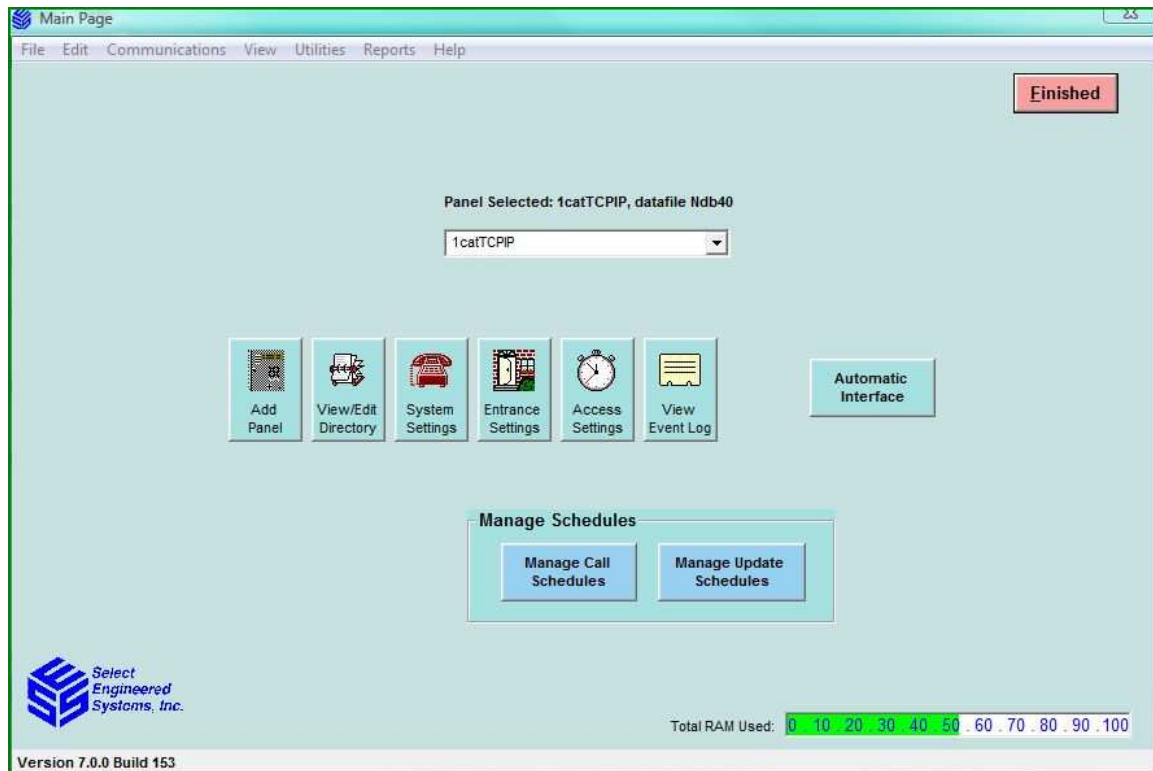 Main Page
File Edit Communications View Utilities Reports Help
Finished
Panel Selected: 1catTCPIP, datafile Ndb40
1catTCPIP
Add
Panel
View/Edit
Directory
System
Settings
Entrance
Settings
Access
Settings
View
Event Log
Automatic
Interface
Manage Schedules
Manage Call
Schedules
Manage Update
Schedules
Select
Engineered
Systems, Inc.
Total RAM Used: 0 . 10 . 20 . 30 . 40 . 50 . 60 . 70 . 80 . 90 . 100
Version 7.0.0 Build 153